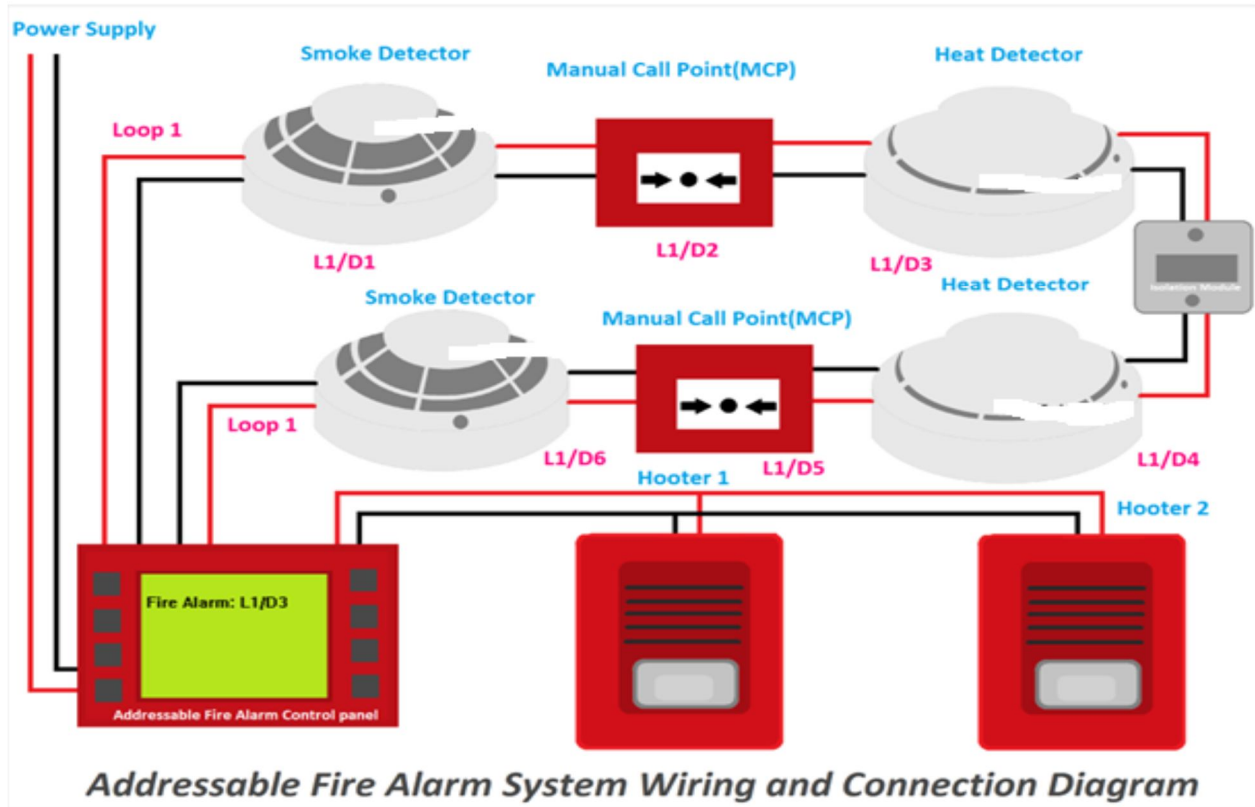 Power Supply
Smoke Detector
Manual Call Point(MCP)
Heat Detector
Loop 1
L1/D1
L1/D2
L1/D3
Isolation Module
Smoke Detector
Manual Call Point(MCP)
Heat Detector
Loop 1
L1/D6
L1/D5
L1/D4
Hooter 1
Hooter 2
Fire Alarm: L1/D3
Addressable Fire Alarm Control panel
Addressable Fire Alarm System Wiring and Connection Diagram